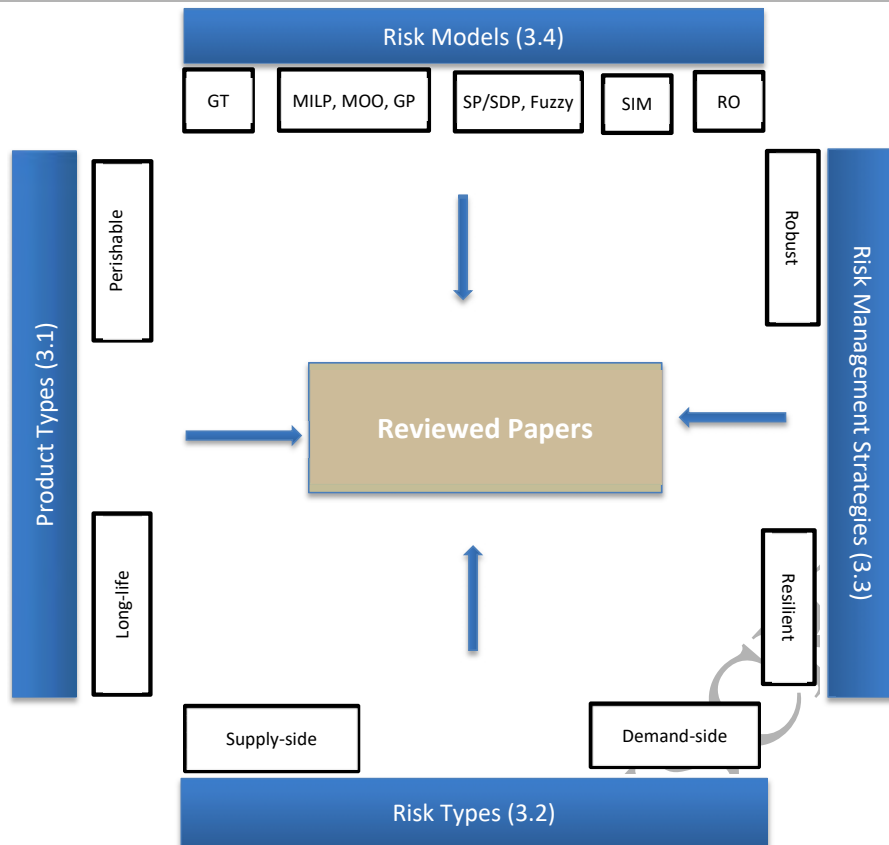 Risk Models (3.4)
GT
MILP, MOO, GP
SP/SDP, Fuzzy
SIM
RO
Product Types (3.1)
Perishable
Long-life
Reviewed Papers
Robust
Resilient
Risk Management Strategies (3.3)
Supply-side
Demand-side
Risk Types (3.2)